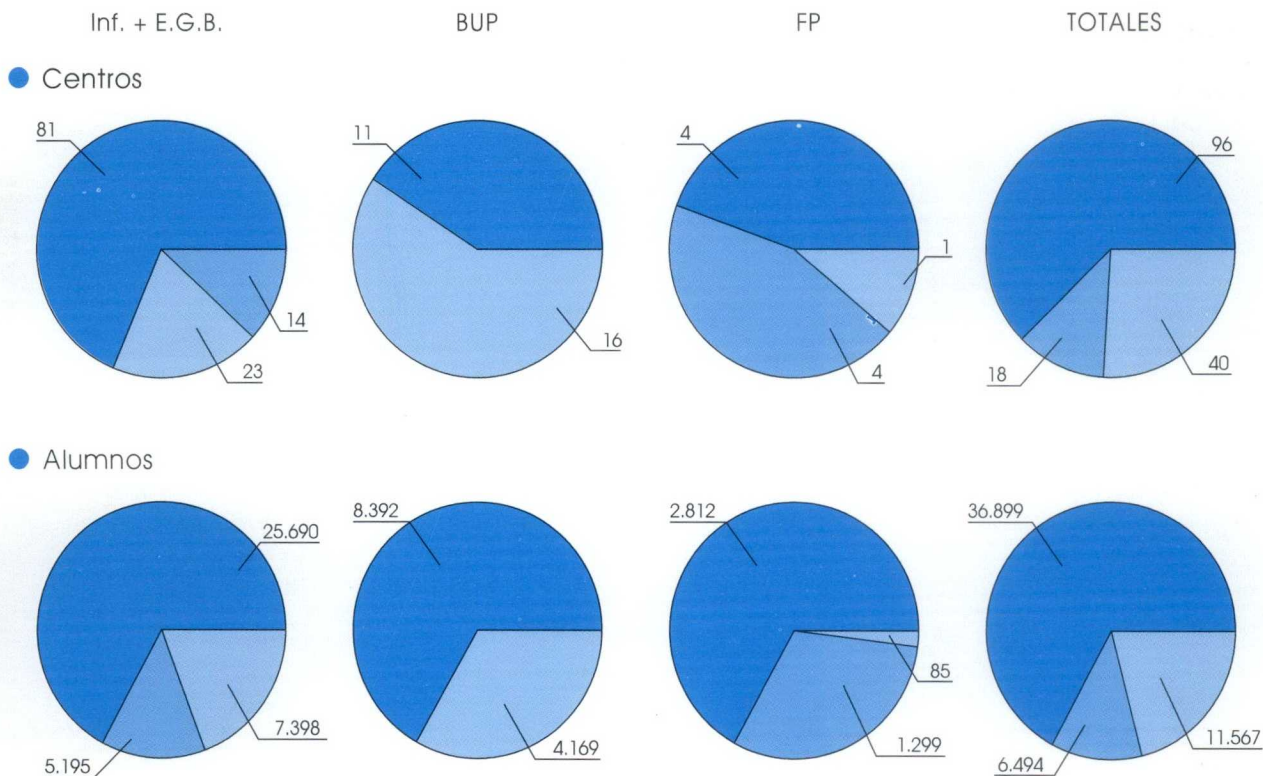 Inf. + E.G.B. BUP FP TOTALES
Centros
81 11 4 96
1
14
16
23 4 18 40
Alumnos
8.392 2.812 36.899
25.690
85
7.398 4.169 1.299 11.567
5.195 6.494